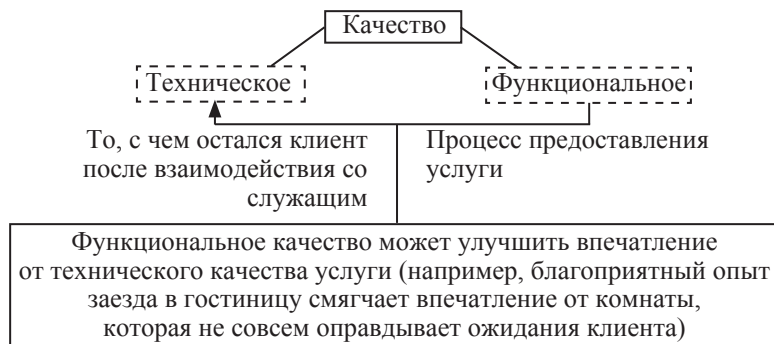 Качество
Техническое
Функциональное
То, с чем остался клиент
после взаимодействия со
служащим
Процесс предоставления
услуги
Функциональное качество может улучшить впечатление
от технического качества услуги (например, благоприятный опыт
заезда в гостиницу смягчает впечатление от комнаты,
которая не совсем оправдывает ожидания клиента)